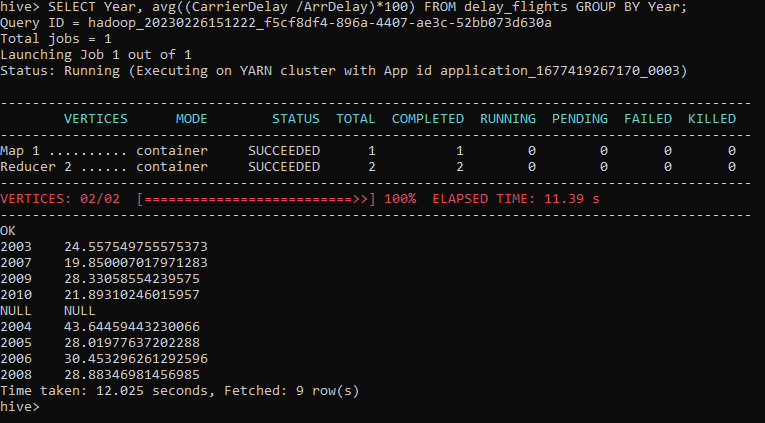 hive> SELECT Year, avg((CarrierDelay /ArrDelay)*100) FROM delay_flights GROUP BY Year;
Query ID = hadoop_20230226151222_f5cf8df4-896a-4407-ae3c-52bb073d630a
Total jobs = 1
Launching Job 1 out of 1
Status: Running (Executing on YARN cluster with App id application_1677419267170_0003)
----------------------------------------------------------------------------------------------
        VERTICES      MODE        STATUS  TOTAL  COMPLETED  RUNNING  PENDING  FAILED  KILLED
----------------------------------------------------------------------------------------------
Map 1 .......... container     SUCCEEDED      1          1        0        0       0       0
Reducer 2 ...... container     SUCCEEDED      2          2        0        0       0       0
----------------------------------------------------------------------------------------------
VERTICES: 02/02  [==========================>>] 100%  ELAPSED TIME: 11.39 s
----------------------------------------------------------------------------------------------
OK
2003    24.557549755575373
2007    19.850007017971283
2009    28.33058554239575
2010    21.89310246015957
NULL    NULL
2004    43.64459443230066
2005    28.01977637202288
2006    30.453296261292596
2008    28.88346981456985
Time taken: 12.025 seconds, Fetched: 9 row(s)
hive>